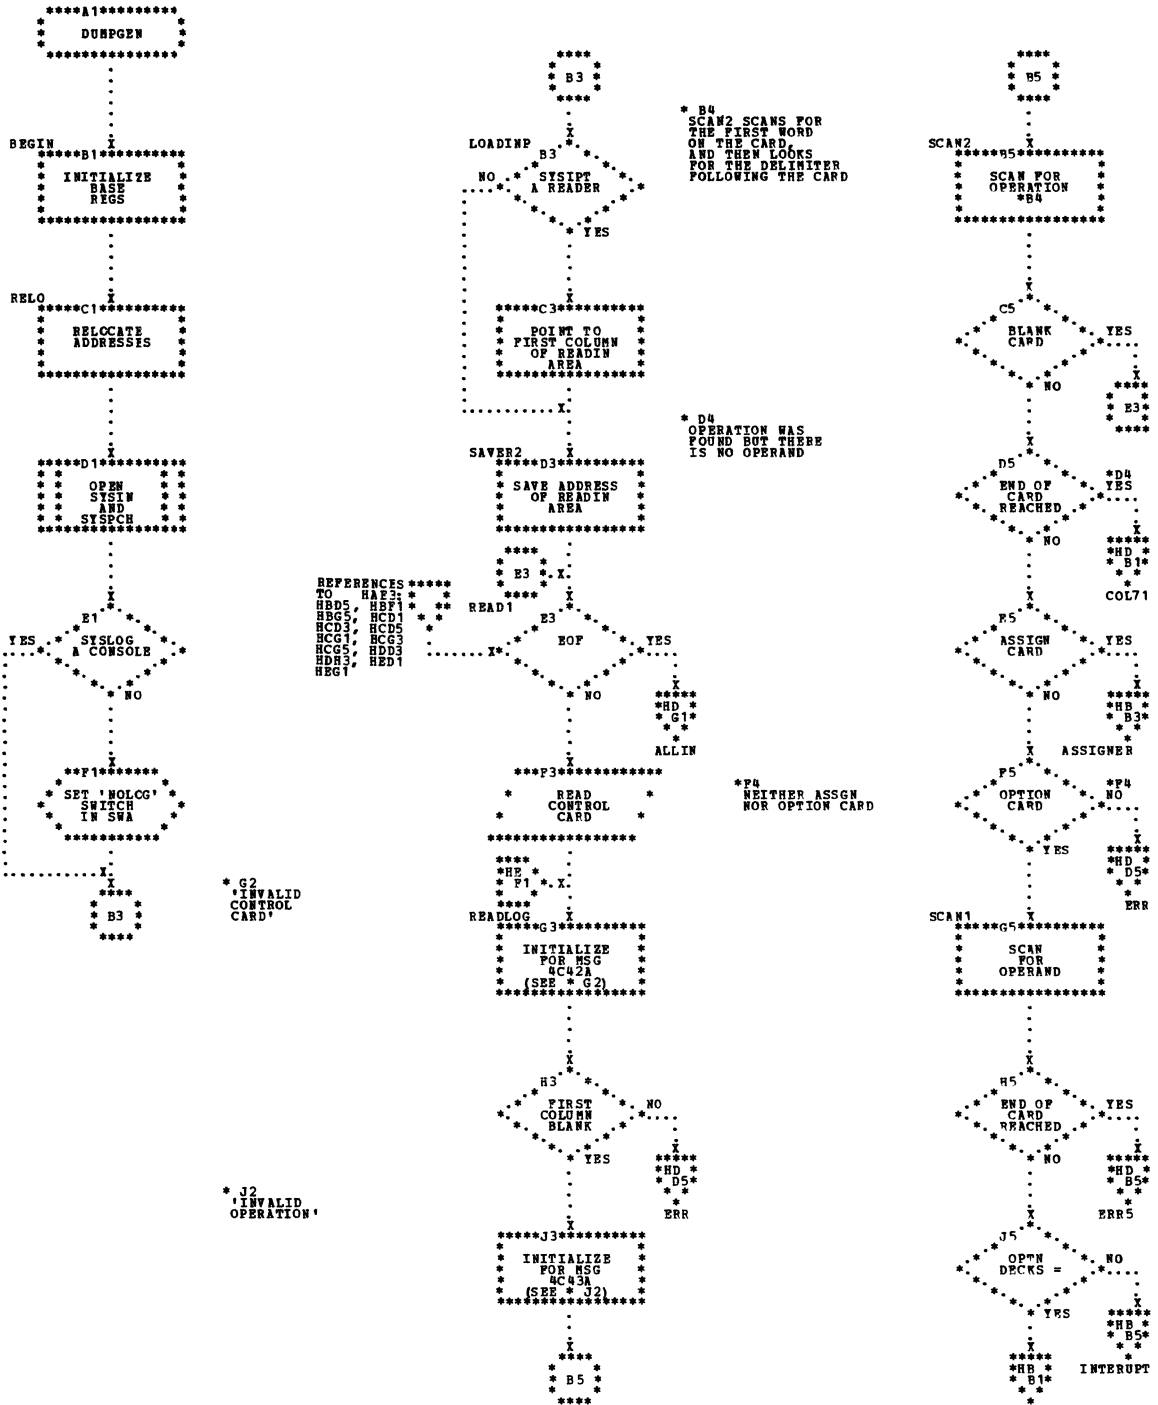 A1
DUMPGEN
BEGIN
B1
INITIALIZE
BASE
REGS
RELO
C1
RELOCATE
ADDRESSES
D1
OPEN
SYSIN
AND
SYSPCH
E1
YES
SYSLOG
A CONSOLE
NO
F1
SET 'NOLOG'
SWITCH
IN SWA
B3
* G2
'INVALID
CONTROL
CARD'
* J2
'INVALID
OPERATION'
B3
LOADINP
B3
NO
SYSIPT
A READER
YES
C3
POINT TO
FIRST COLUMN
OF READIN
AREA
SAVER2
D3
SAVE ADDRESS
OF READIN
AREA
E3
REFERENCES
TO HAE3:
HBD5, HBF1
HBG5, HCD1
HCD3, HCD5
HCG1, HCG3
HCG5, HDD3
HDH3, HED1
HEG1
READ1
E3
EOF
YES
NO
HD
G1
ALLIN
F3
READ
CONTROL
CARD
HE
F1
READLOG
G3
INITIALIZE
FOR MSG
4C42A
(SEE * G2)
H3
FIRST
COLUMN
BLANK
NO
YES
HD
D5
ERR
J3
INITIALIZE
FOR MSG
4C43A
(SEE * J2)
B5
* B4
SCAN2 SCANS FOR
THE FIRST WORD
ON THE CARD,
AND THEN LOOKS
FOR THE DELIMITER
FOLLOWING THE CARD
* D4
OPERATION WAS
FOUND BUT THERE
IS NO OPERAND
*F4
NEITHER ASSGN
NOR OPTION CARD
B5
SCAN2
B5
SCAN FOR
OPERATION
*B4
C5
BLANK
CARD
YES
NO
E3
D5
END OF
CARD
REACHED
*D4
YES
NO
HD
B1
COL71
E5
ASSIGN
CARD
YES
NO
HB
B3
ASSIGNER
F5
OPTION
CARD
*F4
NO
YES
HD
D5
ERR
SCAN1
G5
SCAN
FOR
OPERAND
H5
END OF
CARD
REACHED
YES
NO
HD
B5
ERR5
J5
OPTN
DECKS =
NO
YES
HB
B5
INTERUPT
HB
B1